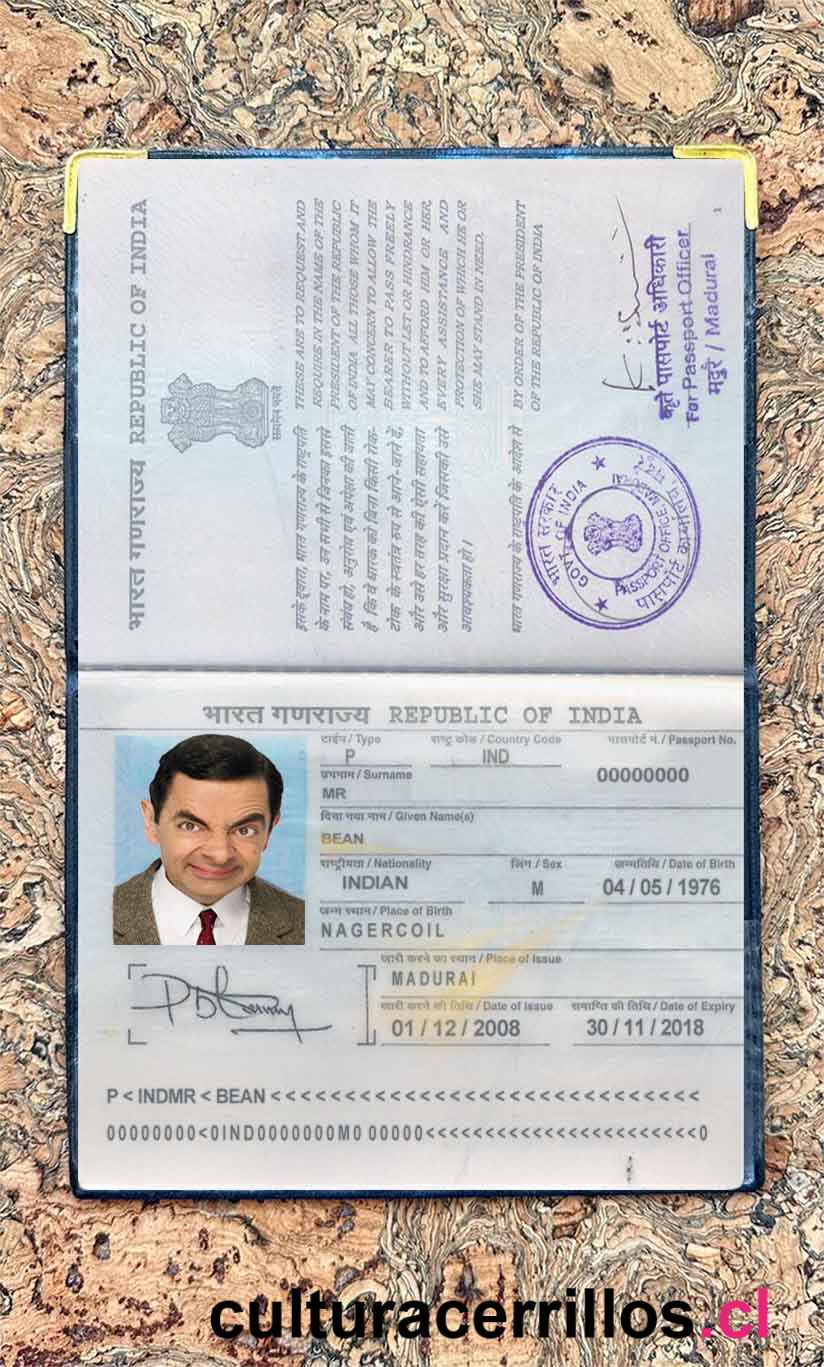 भारत गणराज्य REPUBLIC OF INDIA
सत्यमेव जयते
इसके द्वारा, भारत गणराज्य के राष्ट्रपति
के नाम पर, उन सभी से जिनका इससे
सरोकार हो, अनुरोध एवं अपेक्षा की जाती
है कि वे धारक को बिना किसी रोक-
टोक के स्वतंत्र रूप से आने-जाने दें,
और उसे हर तरह की ऐसी सहायता
और सुरक्षा प्रदान करें जिसकी उसे
आवश्यकता हो।
THESE ARE TO REQUEST AND
REQUIRE IN THE NAME OF THE
PRESIDENT OF THE REPUBLIC
OF INDIA ALL THOSE WHOM IT
MAY CONCERN TO ALLOW THE
BEARER TO PASS FREELY
WITHOUT LET OR HINDRANCE
AND TO AFFORD HIM OR HER,
EVERY ASSISTANCE AND
PROTECTION OF WHICH HE OR
SHE MAY STAND IN NEED.
भारत गणराज्य के राष्ट्रपति के आदेश से
BY ORDER OF THE PRESIDENT
OF THE REPUBLIC OF INDIA
भारत सरकार
GOVT. OF INDIA
PASSPORT OFFICE MADURAI
पासपोर्ट कार्यालय, मदुरै
कृते पासपोर्ट अधिकारी
For Passport Officer
मदुरै / Madurai
1
भारत गणराज्य REPUBLIC OF INDIA
टाईप / Type राष्ट्र कोड / Country Code पासपोर्ट नं. / Passport No.
P IND 00000000
उपनाम / Surname
MR
दिया गया नाम / Given Name(s)
BEAN
राष्ट्रीयता / Nationality लिंग / Sex जन्मतिथि / Date of Birth
INDIAN M 04 / 05 / 1976
जन्म स्थान / Place of Birth
NAGERCOIL
जारी करने का स्थान / Place of Issue
MADURAI
जारी करने की तिथि / Date of Issue समाप्ति की तिथि / Date of Expiry
01 / 12 / 2008 30 / 11 / 2018
P < INDMR < BEAN < < < < < < < < < < < < < < < < < < < < < < < < < < < < <
00000000<0IND0000000M0 00000<<<<<<<<<<<<<<<<<<<<<<<0
culturacerrillos.cl